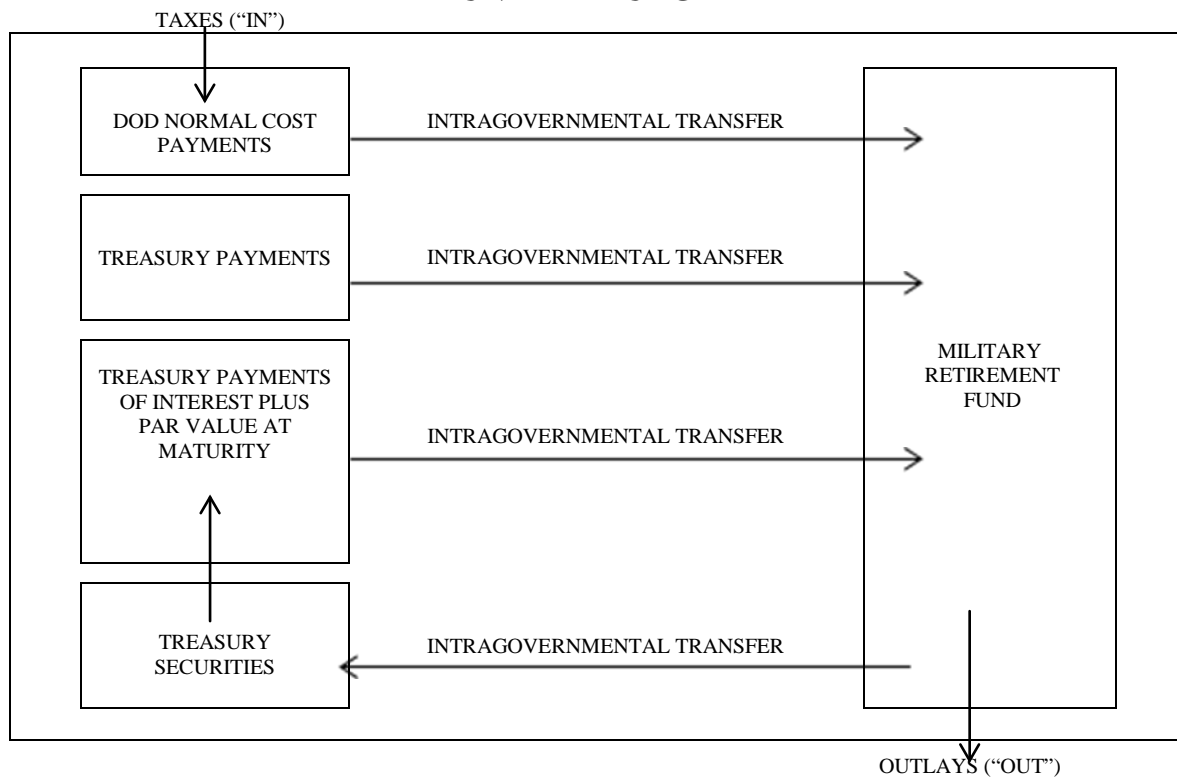 TAXES (“IN”)
DOD NORMAL COST
PAYMENTS
INTRAGOVERNMENTAL TRANSFER
TREASURY PAYMENTS
INTRAGOVERNMENTAL TRANSFER
TREASURY PAYMENTS
OF INTEREST PLUS
PAR VALUE AT
MATURITY
INTRAGOVERNMENTAL TRANSFER
MILITARY
RETIREMENT
FUND
TREASURY
SECURITIES
INTRAGOVERNMENTAL TRANSFER
OUTLAYS (“OUT”)